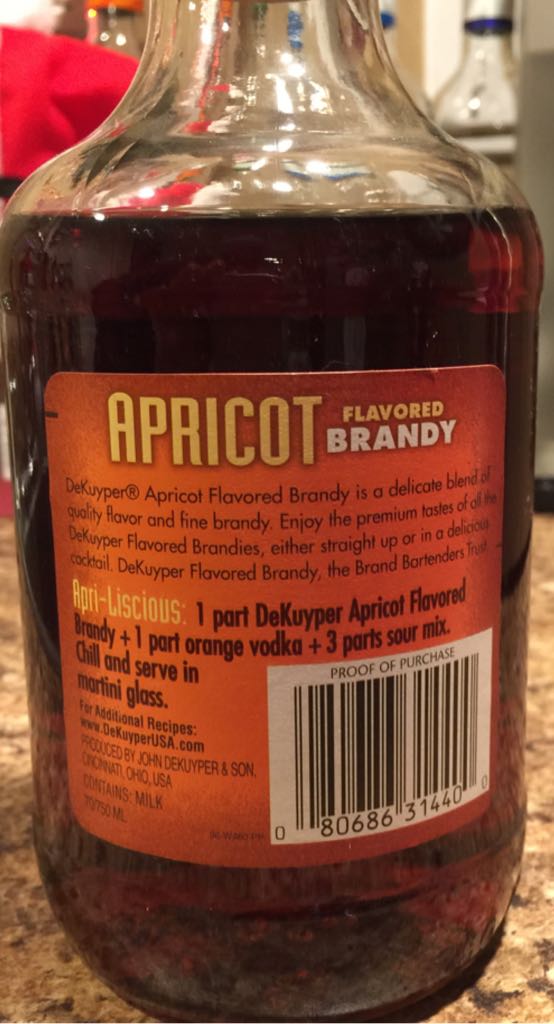 APRICOT FLAVORED BRANDY
DeKuyper® Apricot Flavored Brandy is a delicate blend of
quality flavor and fine brandy. Enjoy the premium tastes of all the
DeKuyper Flavored Brandies, either straight up or in a delicious
cocktail. DeKuyper Flavored Brandy, the Brand Bartenders Trust
Apri-Liscious: 1 part DeKuyper Apricot Flavored
Brandy + 1 part orange vodka + 3 parts sour mix.
Chill and serve in
martini glass.
For Additional Recipes:
www.DeKuyperUSA.com
PRODUCED BY JOHN DEKUYPER & SON,
CINCINNATI, OHIO, USA
CONTAINS: MILK
70/750 ML
PROOF OF PURCHASE
0 80686 31440 0